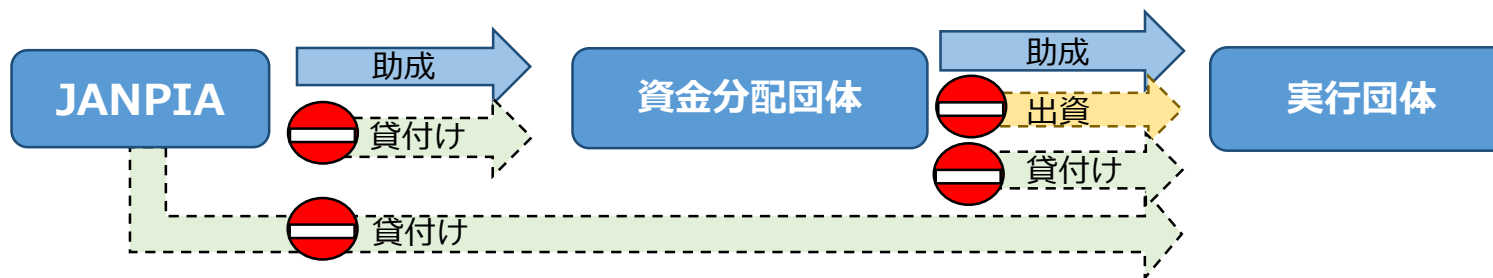 JANPIA
助成
貸付け
資金分配団体
助成
出資
貸付け
実行団体
貸付け